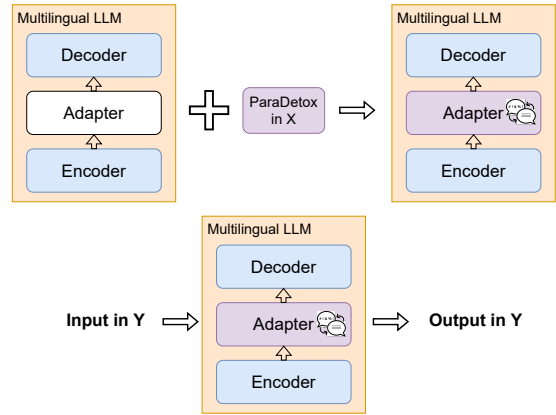 Multilingual LLM
Decoder
Adapter
Encoder
ParaDetox
in X
Multilingual LLM
Decoder
Adapter
Encoder
Multilingual LLM
Decoder
Adapter
Encoder
Input in Y
Output in Y